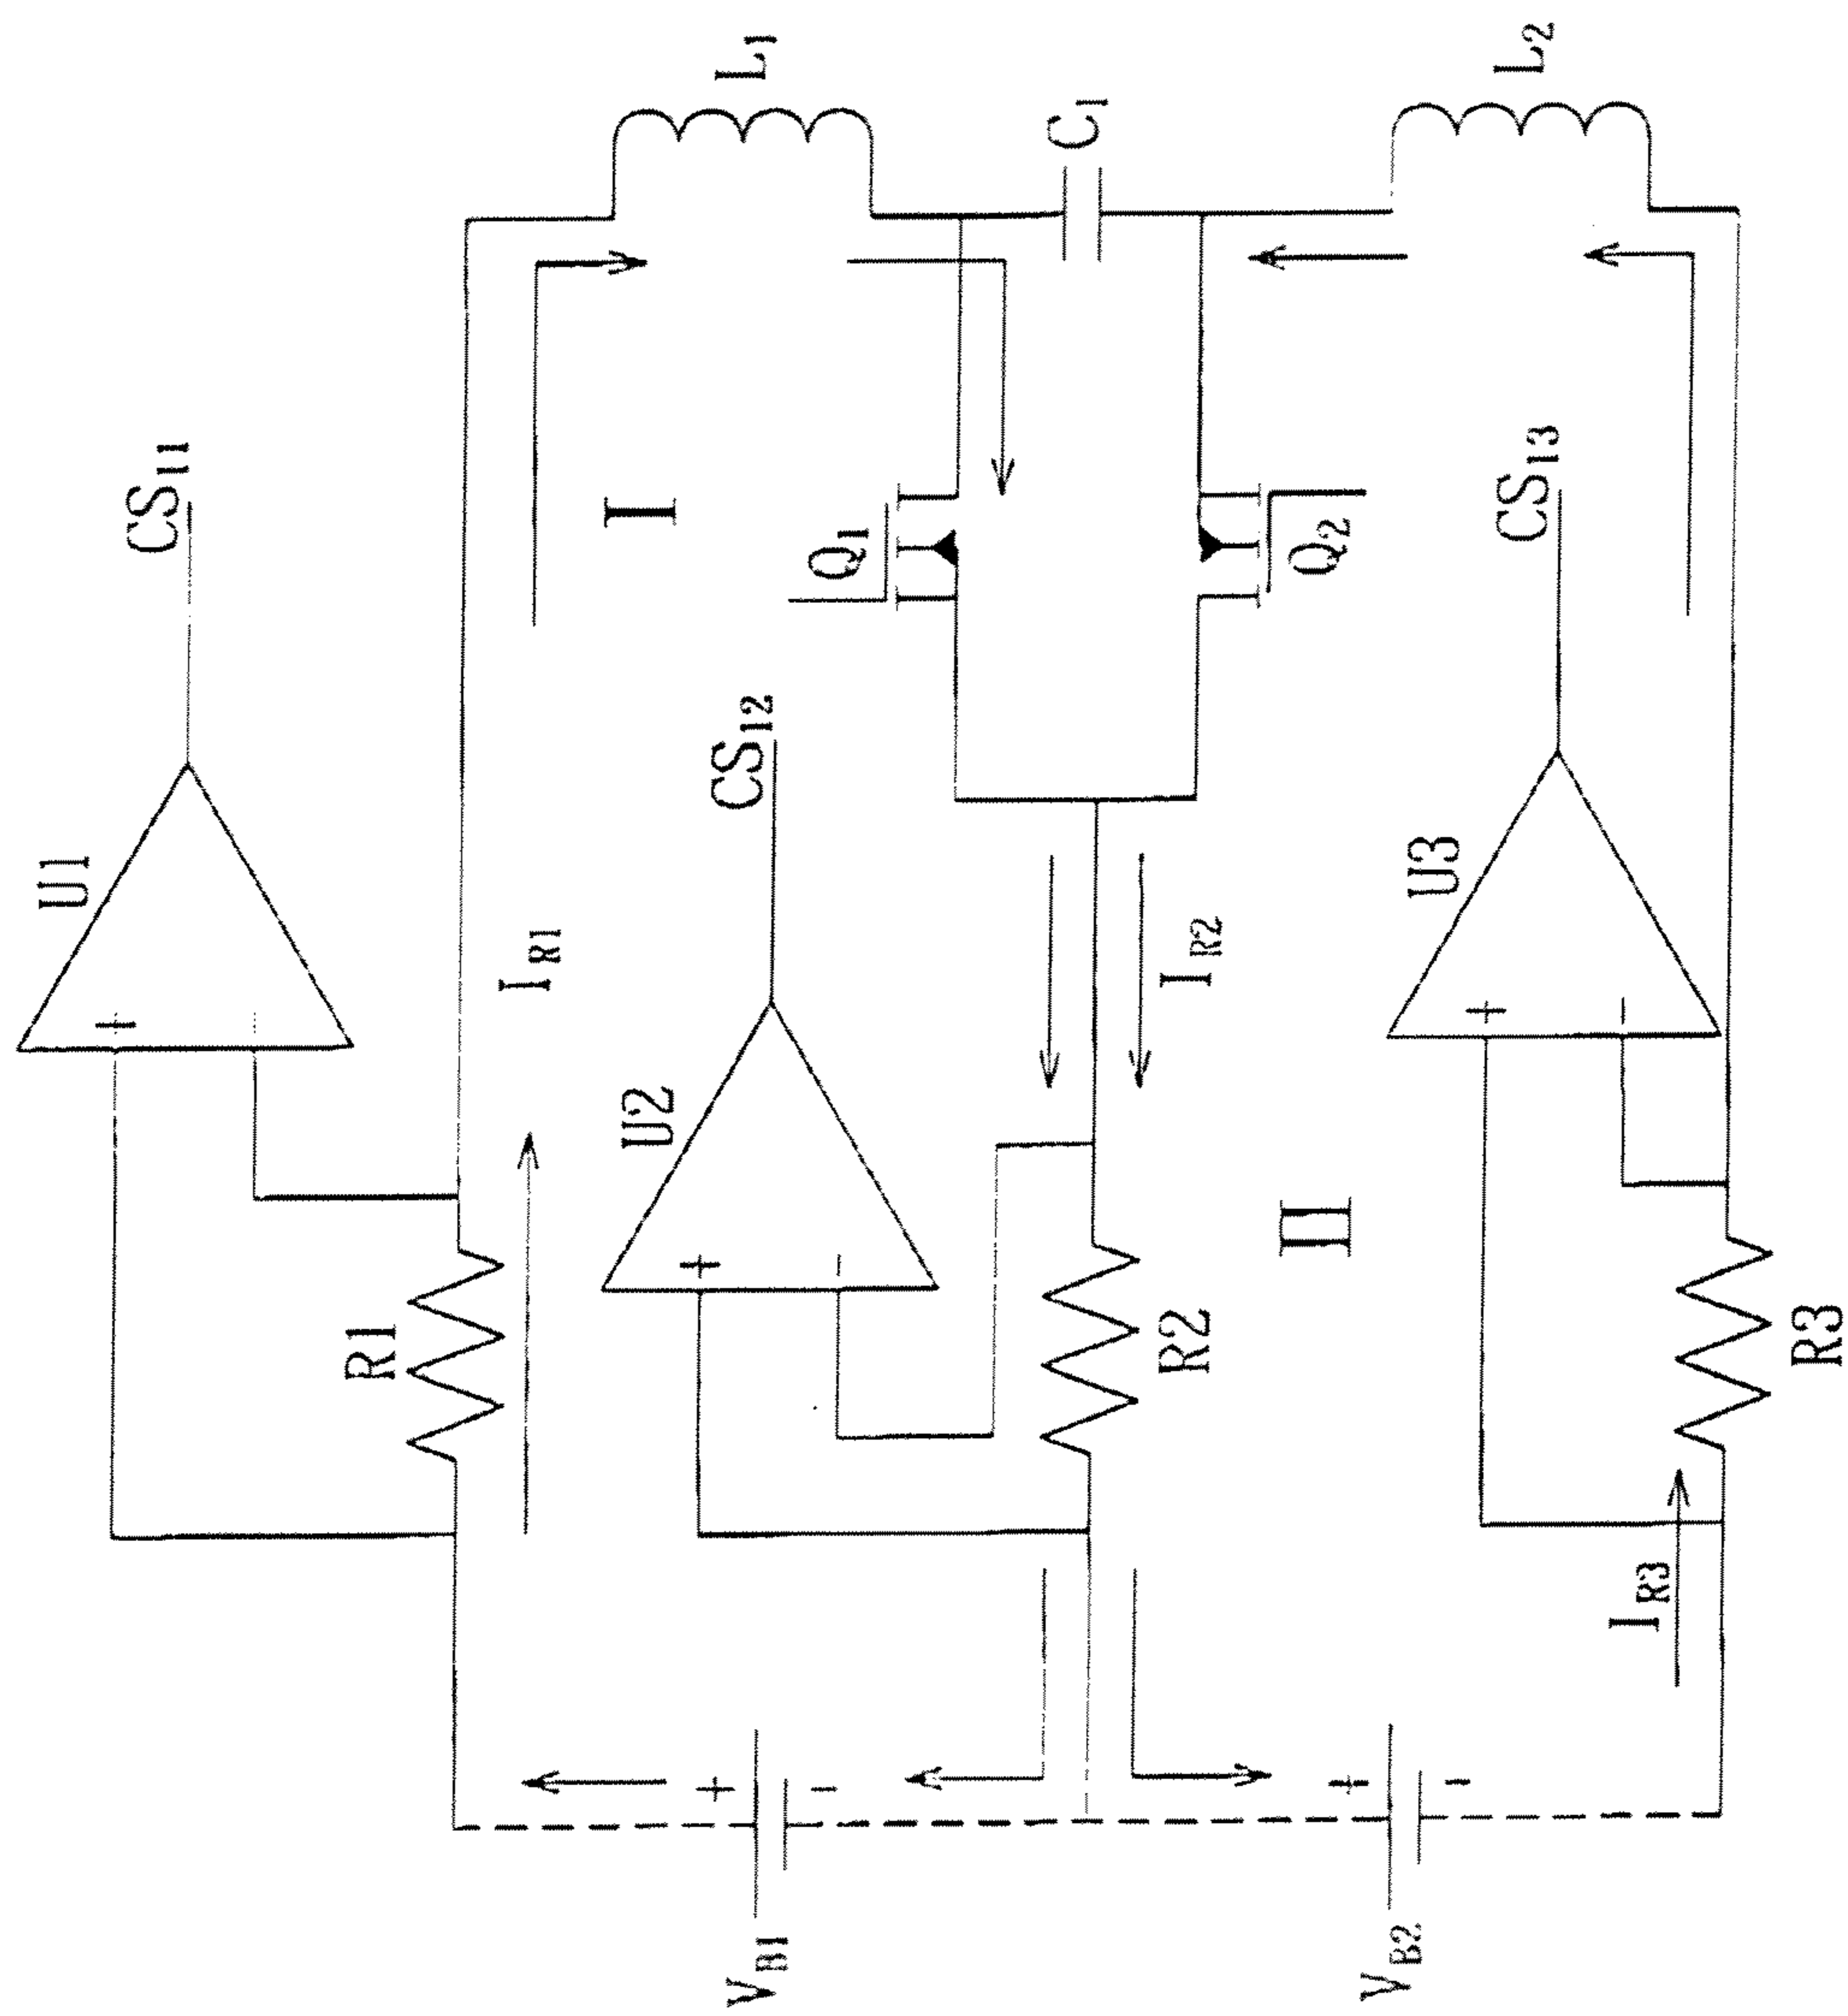 U1
CS11
+
-
R1
IR1
L1
I
U2
CS12
+
-
Q1
C1
VB1
+
-
R2
IR2
Q2
II
U3
CS13
+
-
L2
VB2
+
-
IR3
R3